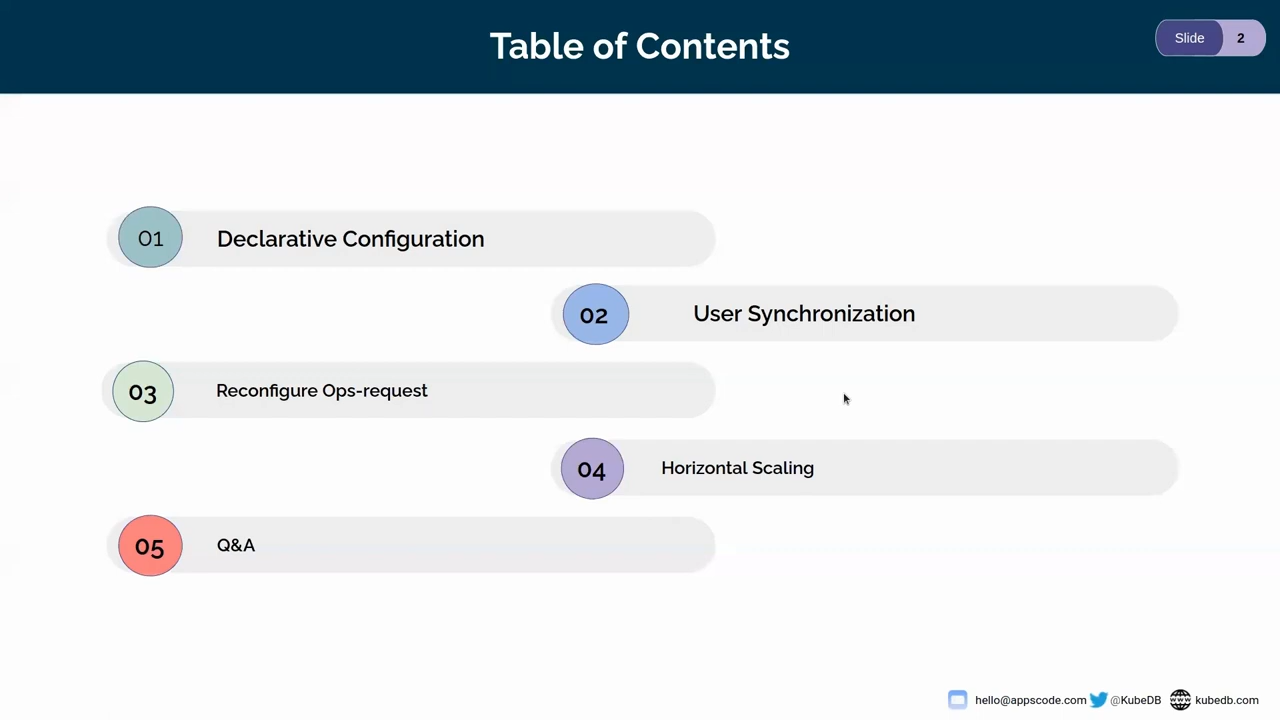 Table of Contents
Slide 2
01 Declarative Configuration
02 User Synchronization
03 Reconfigure Ops-request
04 Horizontal Scaling
05 Q&A
hello@appscode.com @KubeDB kubedb.com